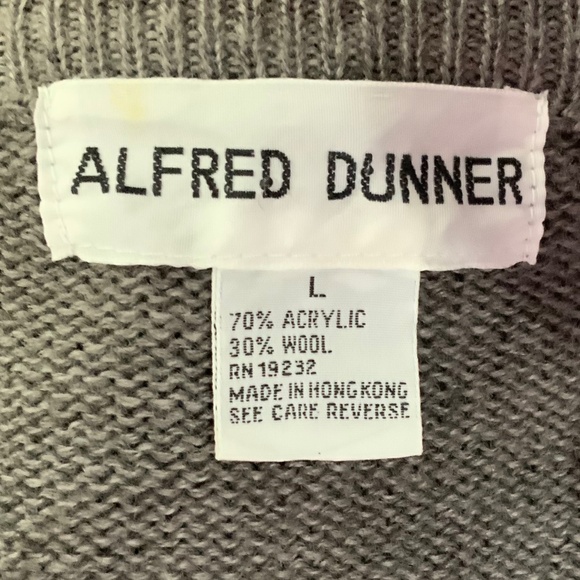 ALFRED DUNNER
L
70% ACRYLIC
30% WOOL
RN 19232
MADE IN HONG KONG
SEE CARE REVERSE